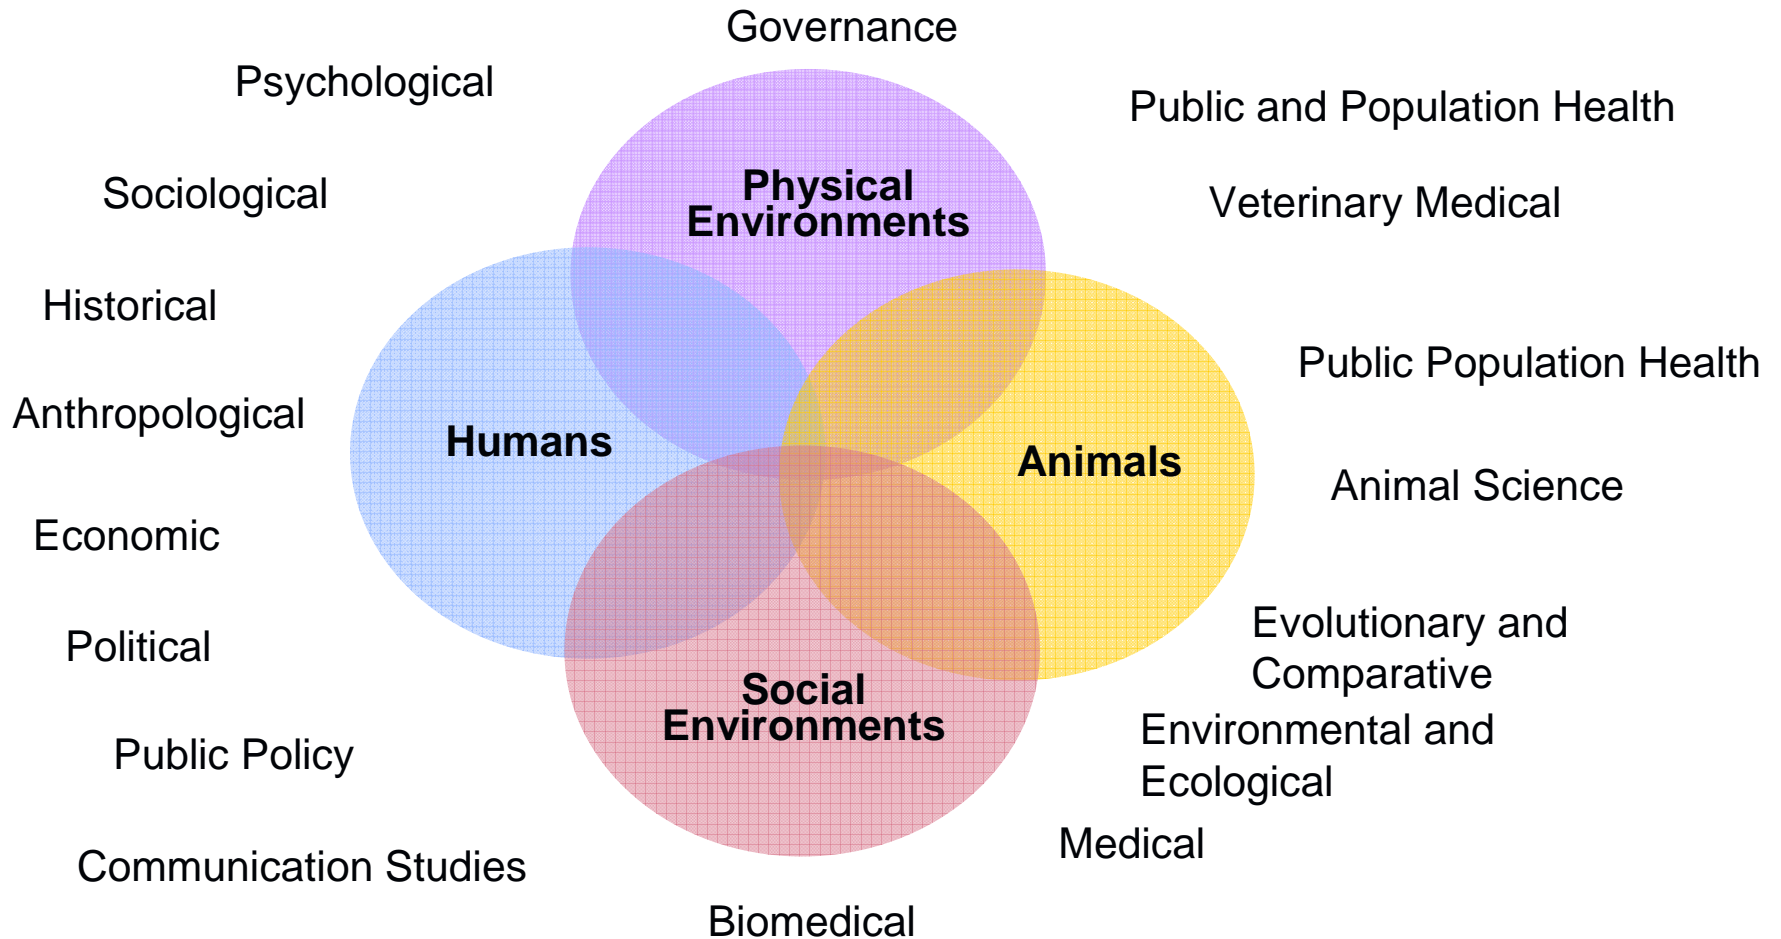 Governance
Psychological
Public and Population Health
Physical
Environments
Sociological
Veterinary Medical
Historical
Public Population Health
Anthropological
Humans
Animals
Animal Science
Economic
Evolutionary and
Comparative
Political
Social
Environments
Environmental and
Ecological
Public Policy
Medical
Communication Studies
Biomedical